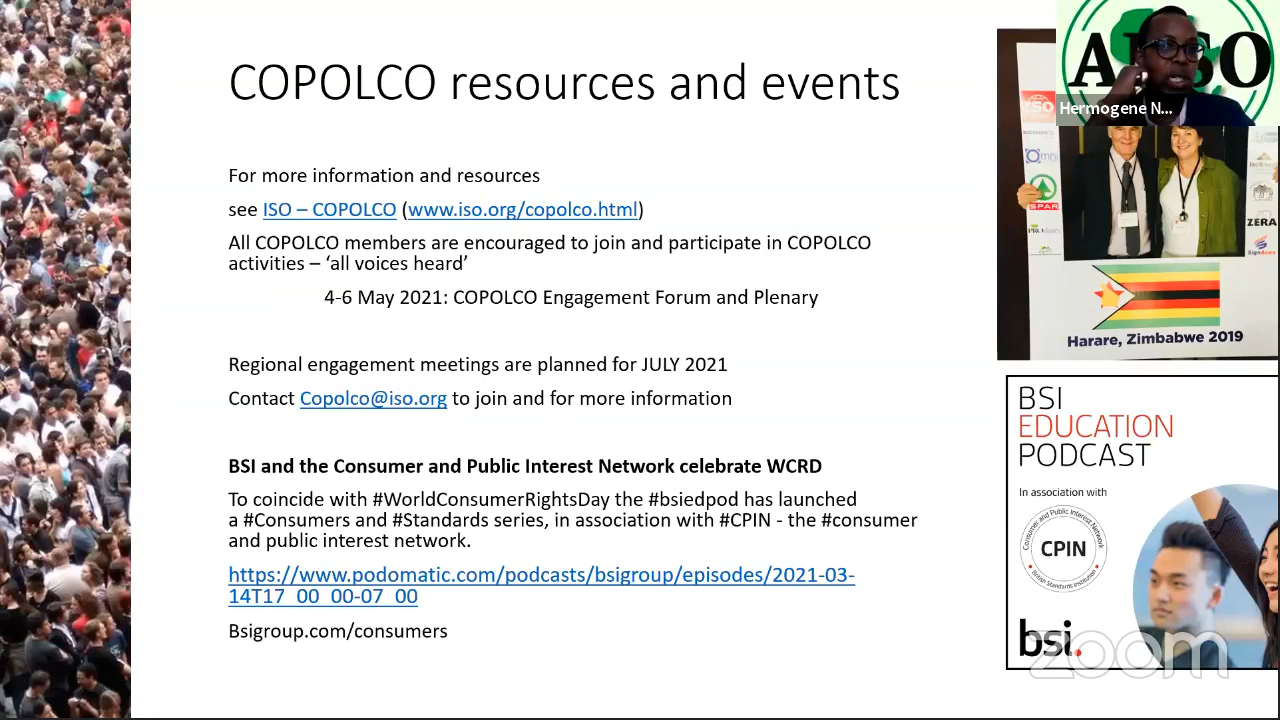 COPOLCO resources and events
For more information and resources
see ISO – COPOLCO (www.iso.org/copolco.html)
All COPOLCO members are encouraged to join and participate in COPOLCO
activities – ‘all voices heard’
4-6 May 2021: COPOLCO Engagement Forum and Plenary
Regional engagement meetings are planned for JULY 2021
Contact Copolco@iso.org to join and for more information
BSI and the Consumer and Public Interest Network celebrate WCRD
To coincide with #WorldConsumerRightsDay the #bsiedpod has launched
a #Consumers and #Standards series, in association with #CPIN - the #consumer
and public interest network.
https://www.podomatic.com/podcasts/bsigroup/episodes/2021-03-
14T17_00_00-07_00
Bsigroup.com/consumers
Hermogene N...
ISO
SPAR
ZERA
Harare, Zimbabwe 2019
BSI
EDUCATION
PODCAST
In association with
Consumer and Public Interest Network
CPIN
British Standards Institution
bsi.
zoom